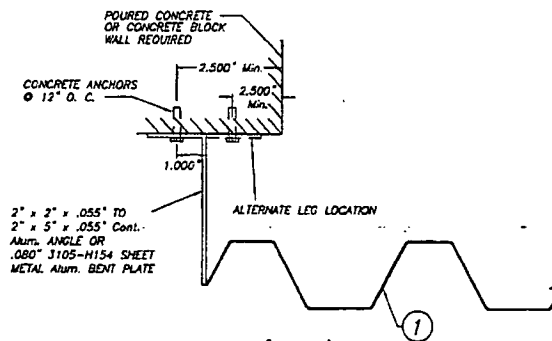 POURED CONCRETE
OR CONCRETE BLOCK
WALL REQUIRED
2.500" Min.
CONCRETE ANCHORS
@ 12" O. C.
2.500"
Min.
1.000"
2" x 2" x .055" TO
2" x 5" x .055" Cont.
Alum. ANGLE OR
.080" 3105-H154 SHEET
METAL Alum. BENT PLATE
ALTERNATE LEG LOCATION
1